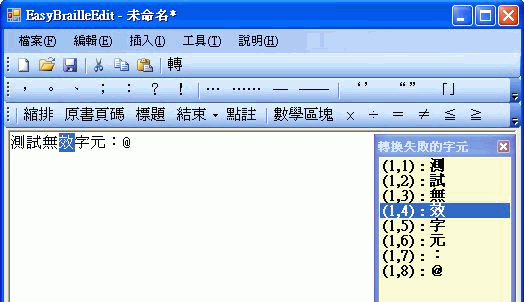 EasyBrailleEdit - 未命名*
檔案(F) 編輯(E) 插入(I) 工具(T) 說明(H)
轉
， 。 、 ； ： ？ ！ … …… — —— ‘’ “” 「」
縮排 原書頁碼 標題 結束 點註 數學區塊 × ÷ = ≠ ≦ ≧
測試無效字元：@
轉換失敗的字元
(1,1)：測
(1,2)：試
(1,3)：無
(1,4)：效
(1,5)：字
(1,6)：元
(1,7)：：
(1,8)：@